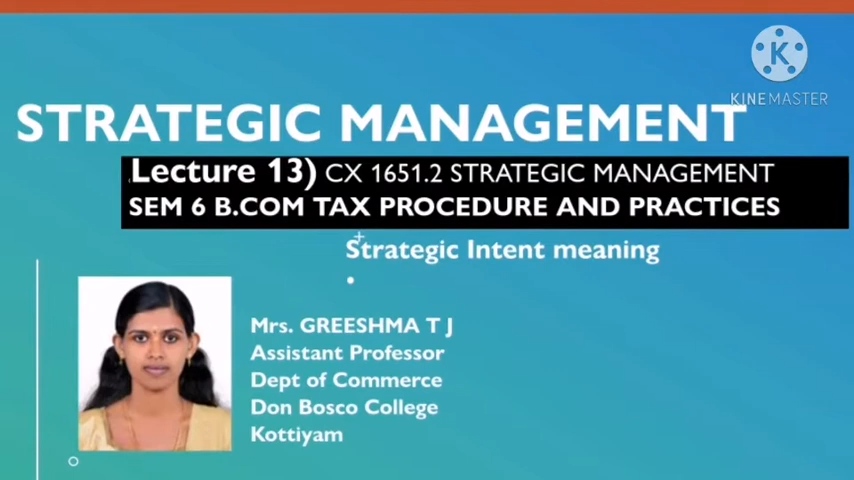 K
KINEMASTER
STRATEGIC MANAGEMENT
Lecture 13) CX 1651.2 STRATEGIC MANAGEMENT
SEM 6 B.COM TAX PROCEDURE AND PRACTICES
Strategic Intent meaning
Mrs. GREESHMA T J
Assistant Professor
Dept of Commerce
Don Bosco College
Kottiyam